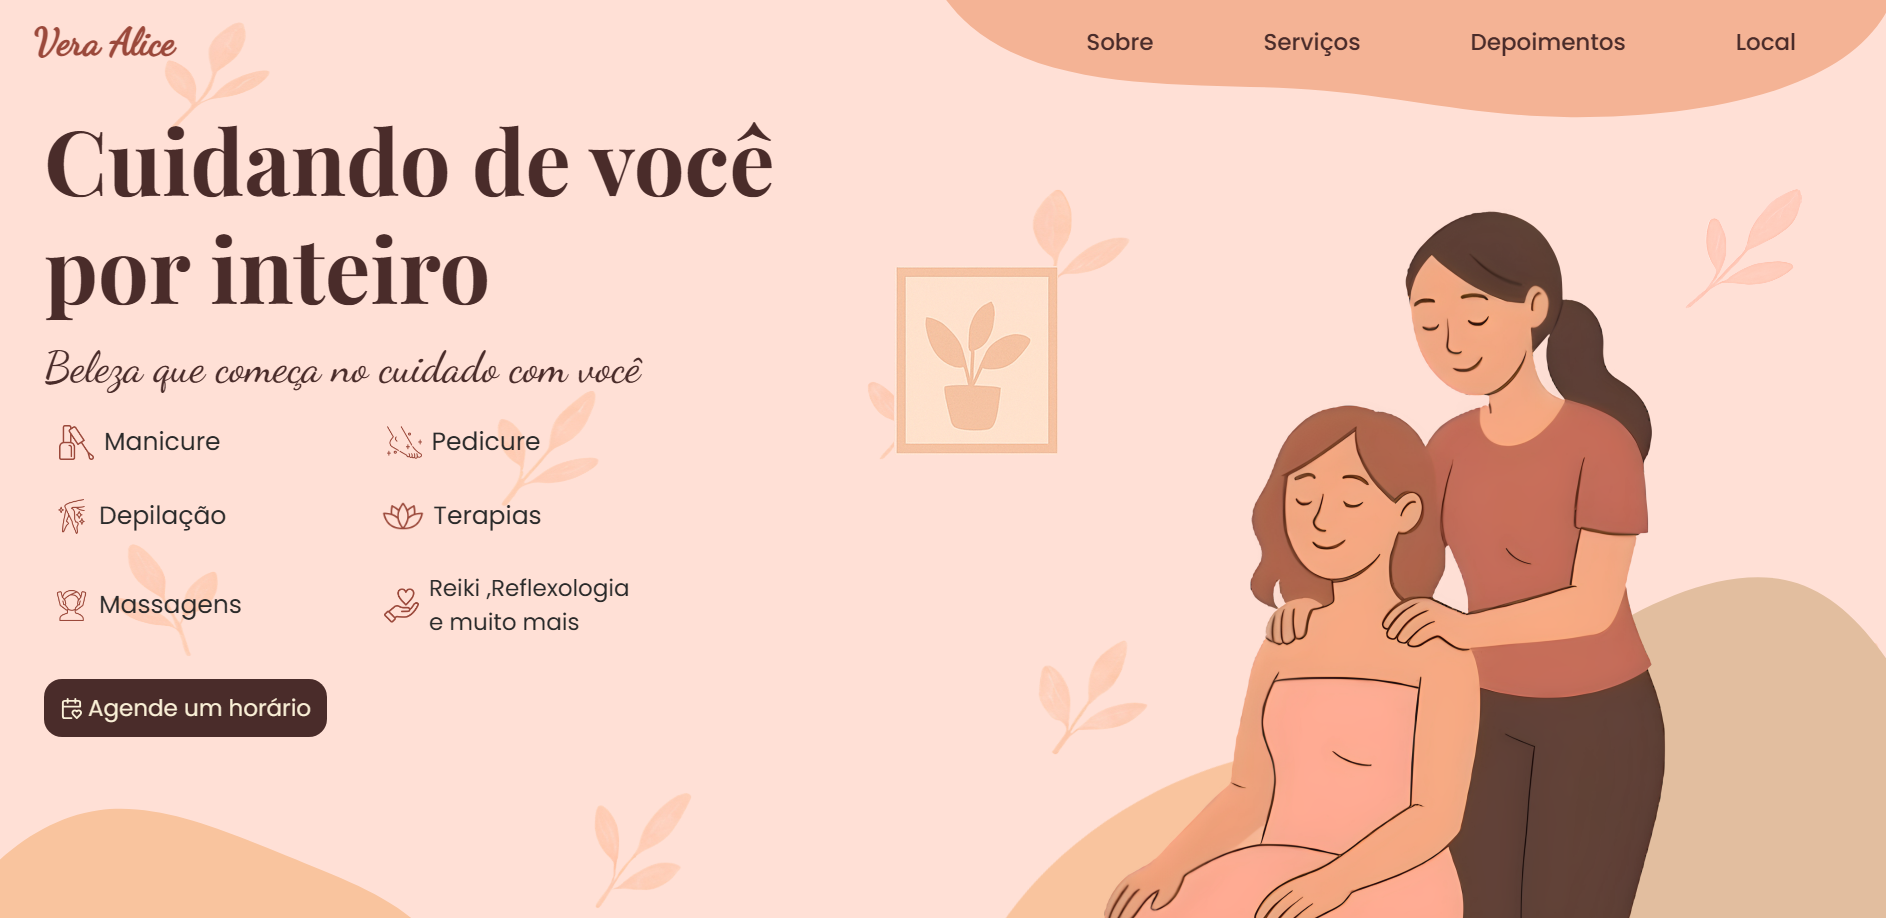 Vera Alice
Sobre
Serviços
Depoimentos
Local
Cuidando de você
por inteiro
Beleza que começa no cuidado com você
Manicure
Pedicure
Depilação
Terapias
Massagens
Reiki ,Reflexologia
e muito mais
Agende um horário